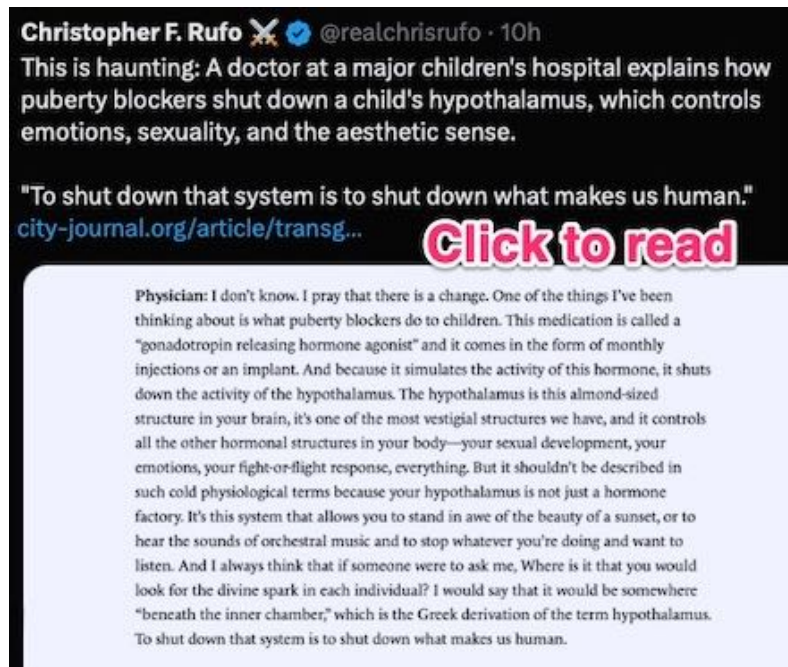 Christopher F. Rufo ⚔️ @realchrisrufo · 10h
This is haunting: A doctor at a major children's hospital explains how
puberty blockers shut down a child's hypothalamus, which controls
emotions, sexuality, and the aesthetic sense.
"To shut down that system is to shut down what makes us human."
city-journal.org/article/transg...
Click to read
Physician: I don't know. I pray that there is a change. One of the things I've been
thinking about is what puberty blockers do to children. This medication is called a
"gonadotropin releasing hormone agonist" and it comes in the form of monthly
injections or an implant. And because it simulates the activity of this hormone, it shuts
down the activity of the hypothalamus. The hypothalamus is this almond-sized
structure in your brain, it's one of the most vestigial structures we have, and it controls
all the other hormonal structures in your body—your sexual development, your
emotions, your fight-or-flight response, everything. But it shouldn't be described in
such cold physiological terms because your hypothalamus is not just a hormone
factory. It's this system that allows you to stand in awe of the beauty of a sunset, or to
hear the sounds of orchestral music and to stop whatever you're doing and want to
listen. And I always think that if someone were to ask me, Where is it that you would
look for the divine spark in each individual? I would say that it would be somewhere
"beneath the inner chamber," which is the Greek derivation of the term hypothalamus.
To shut down that system is to shut down what makes us human.